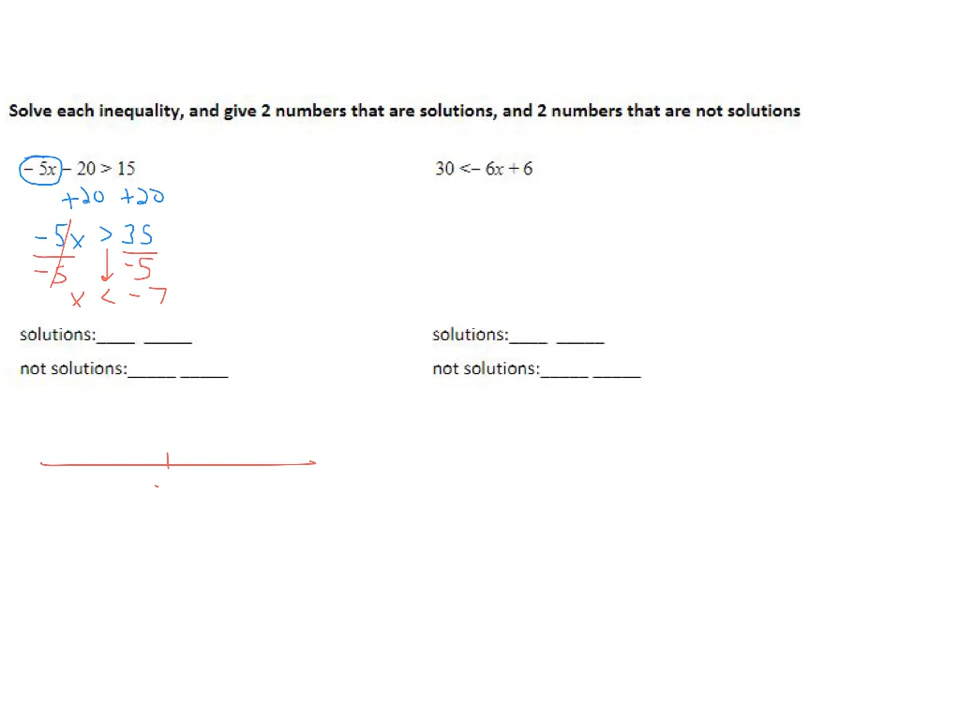 Solve each inequality, and give 2 numbers that are solutions, and 2 numbers that are not solutions
– 5x – 20 > 15
+20 +20
-5x > 35
-5 -5
x < -7
solutions:____ _____
not solutions:_____ _____
30 <– 6x + 6
solutions:____ _____
not solutions:_____ _____